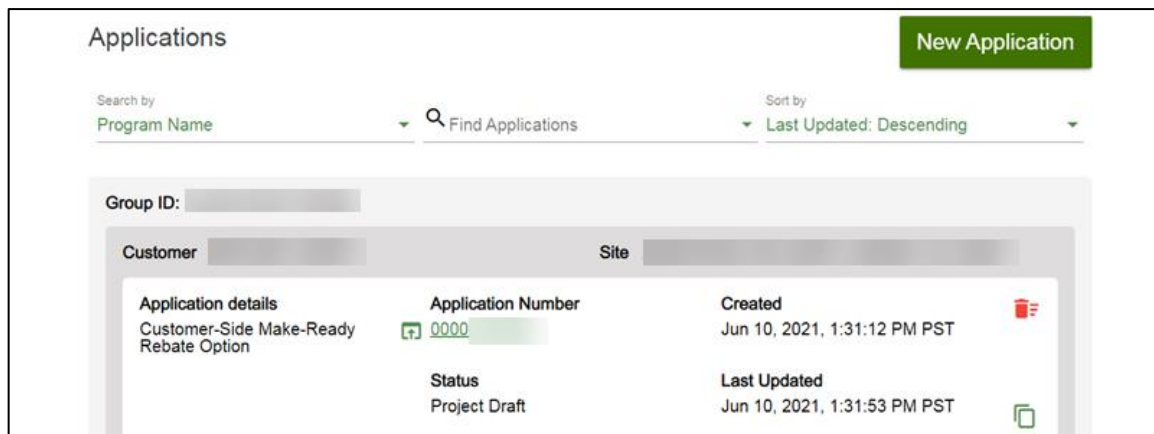 Applications
New Application
Search by
Program Name
Find Applications
Sort by
Last Updated: Descending
Group ID:
Customer
Site
Application details
Customer-Side Make-Ready
Rebate Option
Application Number
0000
Created
Jun 10, 2021, 1:31:12 PM PST
Status
Project Draft
Last Updated
Jun 10, 2021, 1:31:53 PM PST